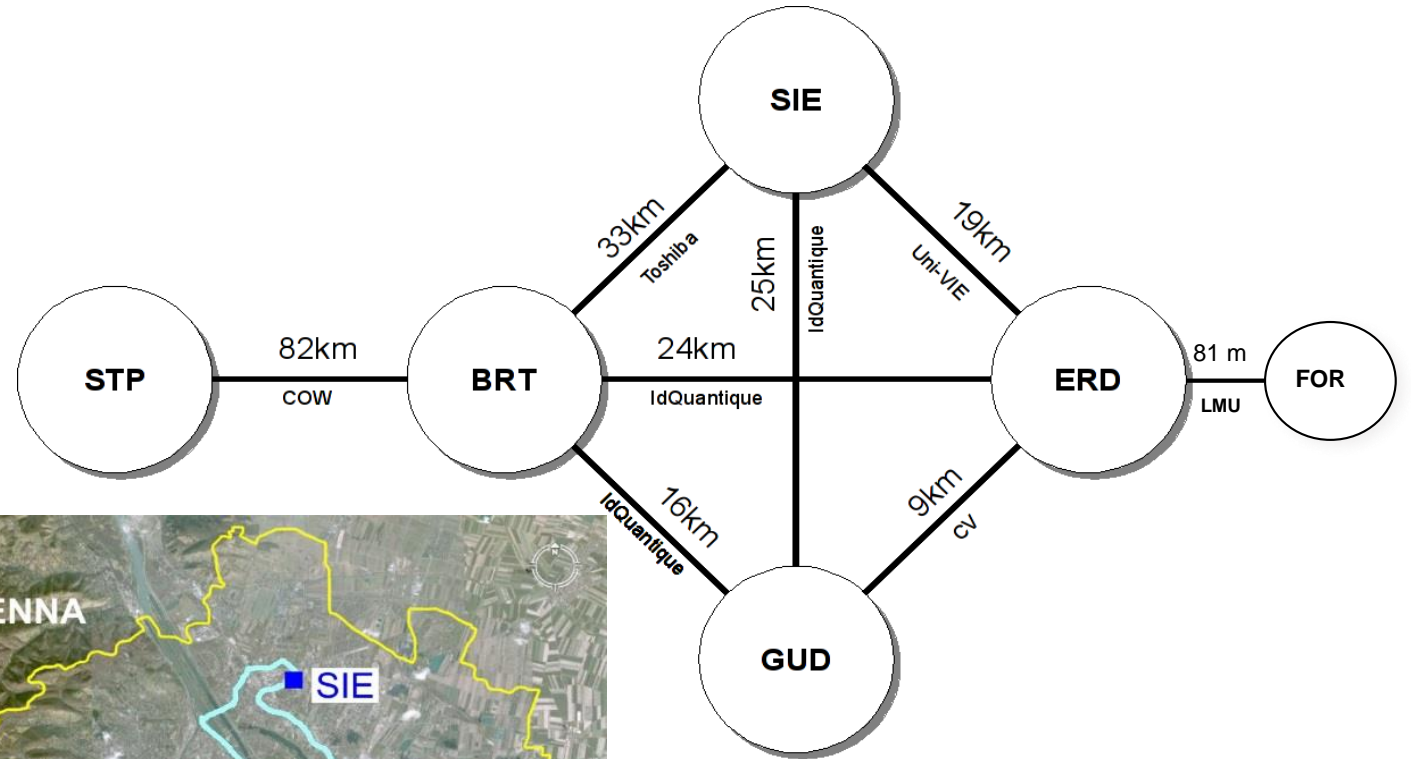 SIE
33km
Toshiba
25km
IdQuantique
19km
Uni-VIE
STP
82km
COW
BRT
24km
IdQuantique
ERD
81 m
LMU
FOR
16km
IdQuantique
9km
CV
GUD
ENNA
SIE